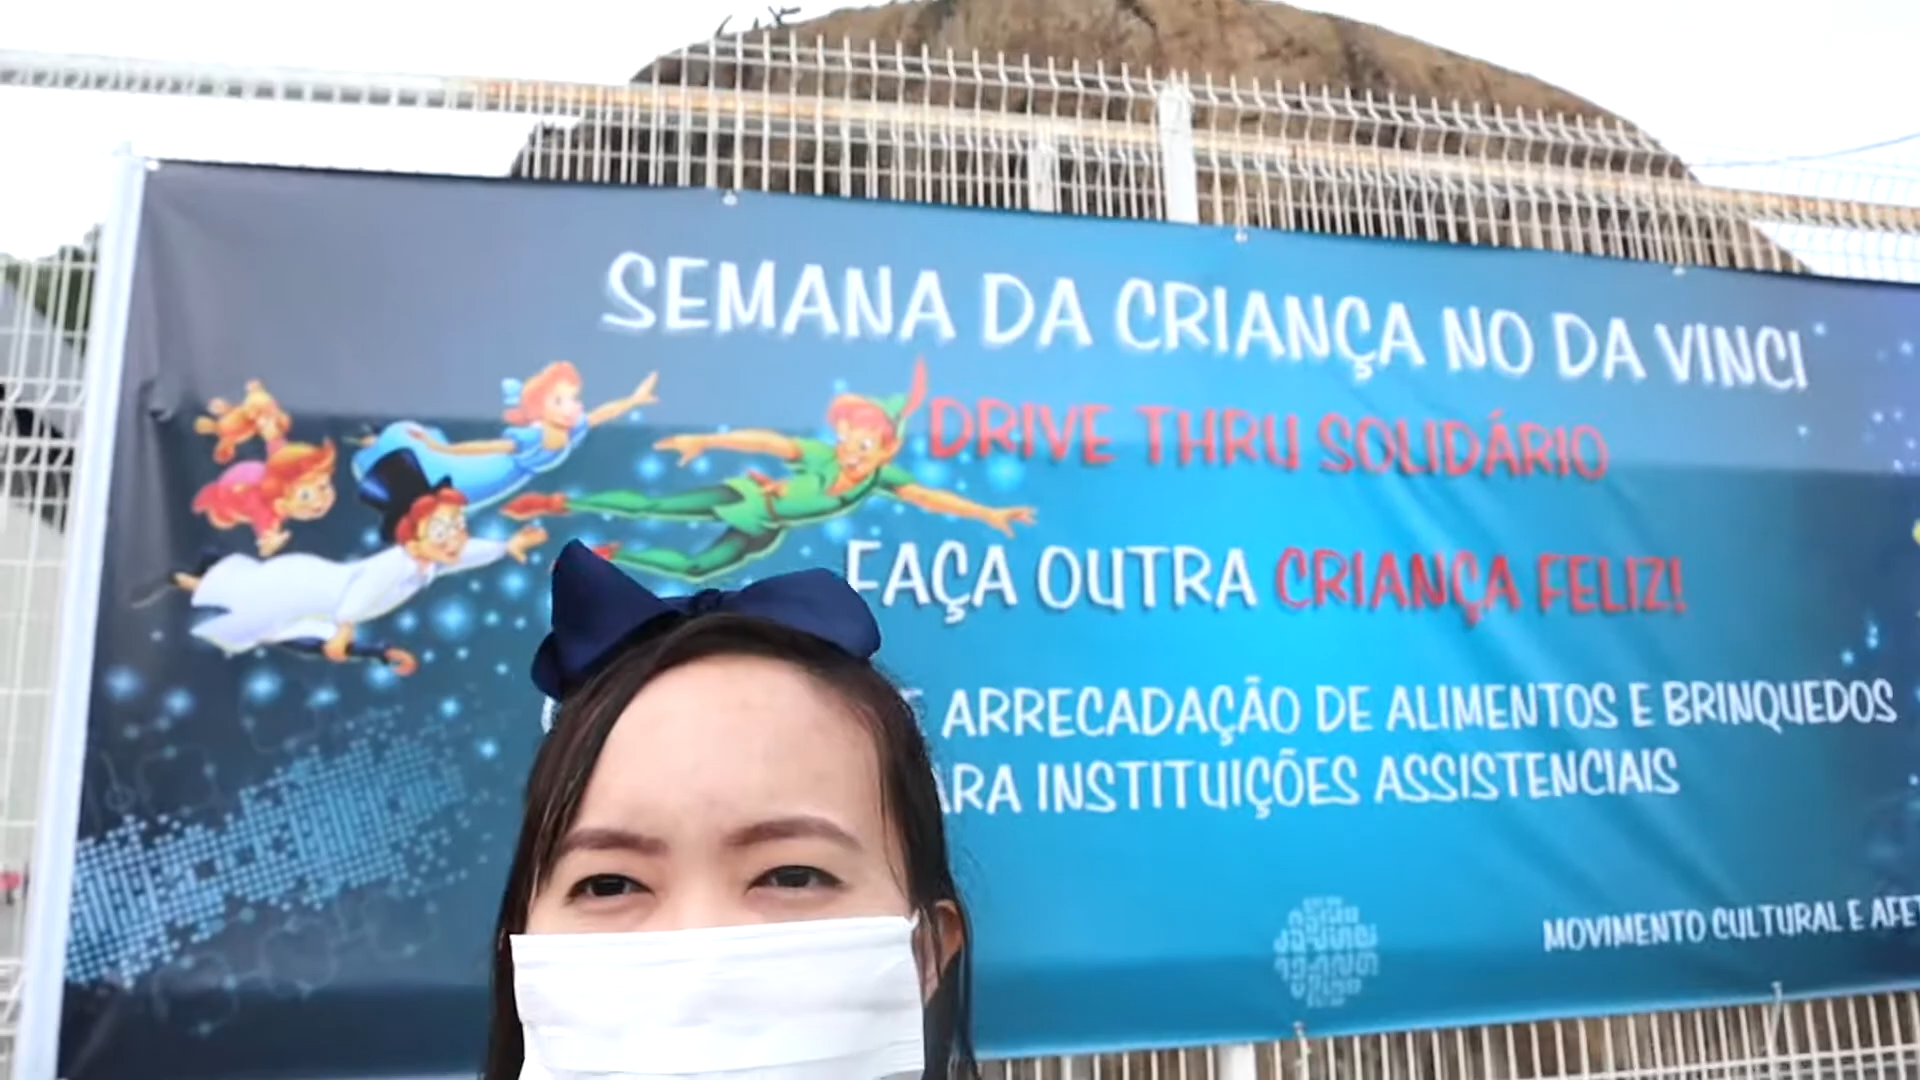 SEMANA DA CRIANÇA NO DA VINCI
DRIVE THRU SOLIDÁRIO
FAÇA OUTRA CRIANÇA FELIZ!
ARRECADAÇÃO DE ALIMENTOS E BRINQUEDOS
INSTITUIÇÕES ASSISTENCIAIS
MOVIMENTO CULTURAL E